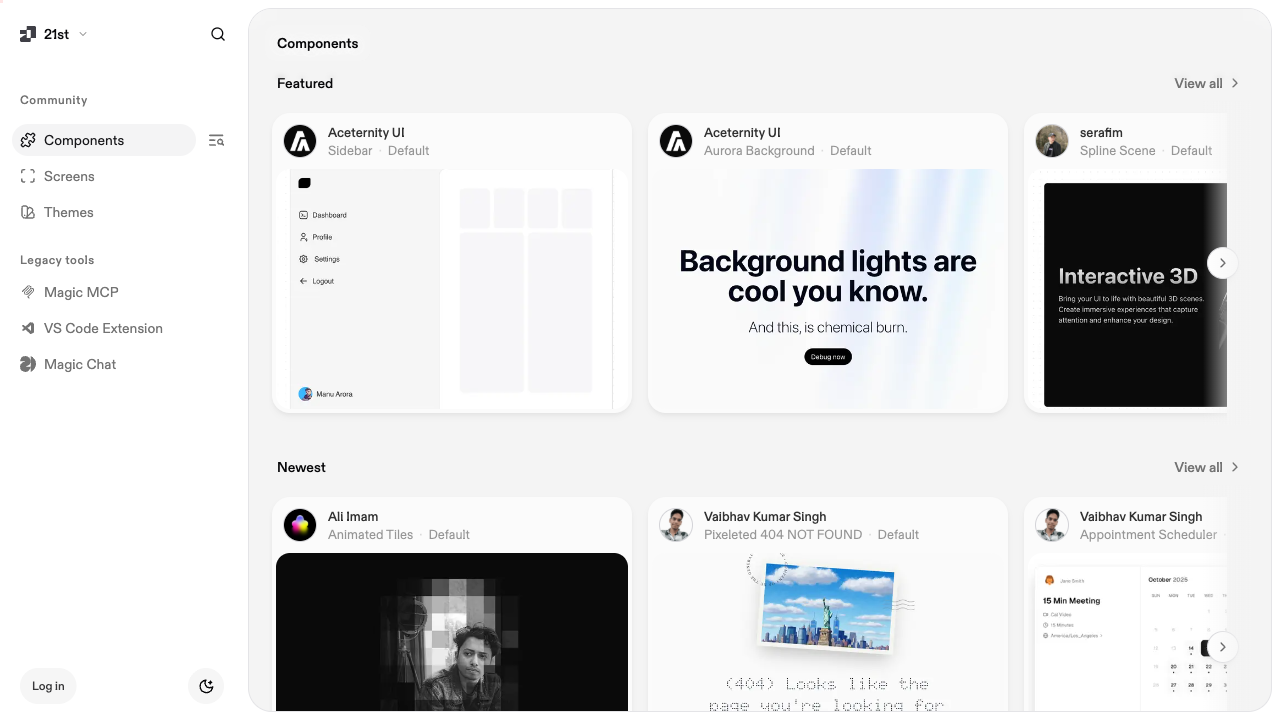 21st
Community
Components
Screens
Themes
Legacy tools
Magic MCP
VS Code Extension
Magic Chat
Log in
Components
Featured
View all
Aceternity UI
Sidebar · Default
Dashboard
Profile
Settings
Logout
Manu Arora
Aceternity UI
Aurora Background · Default
Background lights are
cool you know.
And this, is chemical burn.
Debug now
serafim
Spline Scene · Default
Interactive 3D
Bring your UI to life with beautiful 3D scenes.
Create immersive experiences that capture
attention and enhance your design.
Newest
View all
Ali Imam
Animated Tiles · Default
Vaibhav Kumar Singh
Pixeleted 404 NOT FOUND · Default
(404) Looks like the
page you're looking for
Vaibhav Kumar Singh
Appointment Scheduler
Jane Smith
15 Min Meeting
Cal Video
15 Minutes
America/Los_Angeles
October 2025
SUN MON TUE WED
14
20 21 22
27 28 29